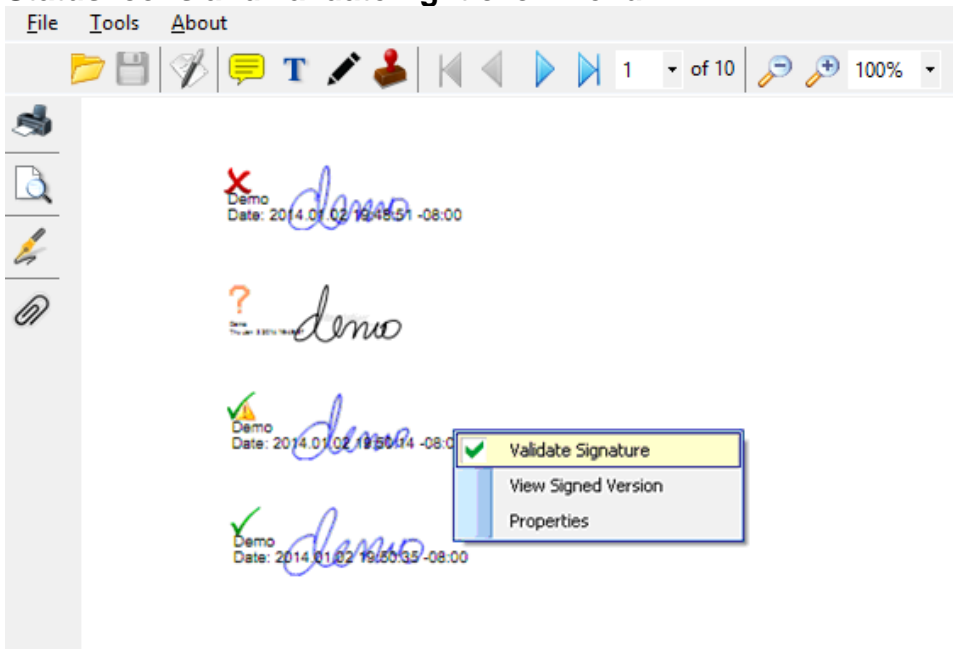 File Tools About
T 1 of 10 100%
Demo
demo
Date: 2014.01.02 19:48:51 -08:00
?
Demo
demo
Demo
demo
Date: 2014.01.02 19:50:14 -08:0
Validate Signature
View Signed Version
Properties
Demo
demo
Date: 2014.01.02 19:50:35 -08:00